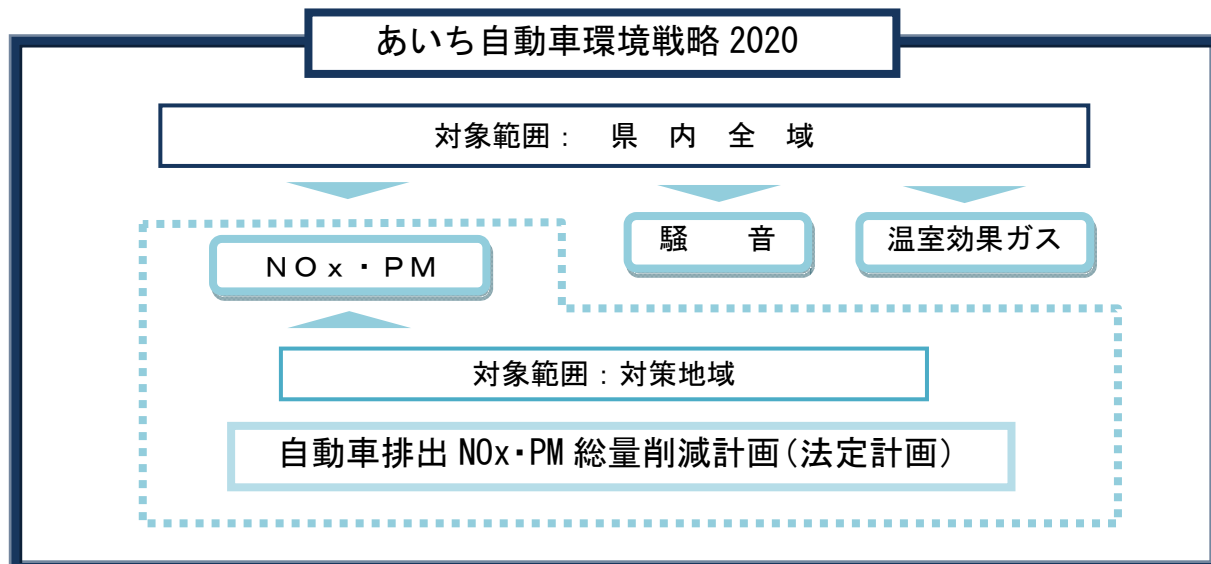 あいち自動車環境戦略 2020
対象範囲： 県 内 全 域
騒 音
温室効果ガス
ＮＯｘ・ＰＭ
対象範囲：対策地域
自動車排出 NOx･PM 総量削減計画（法定計画）